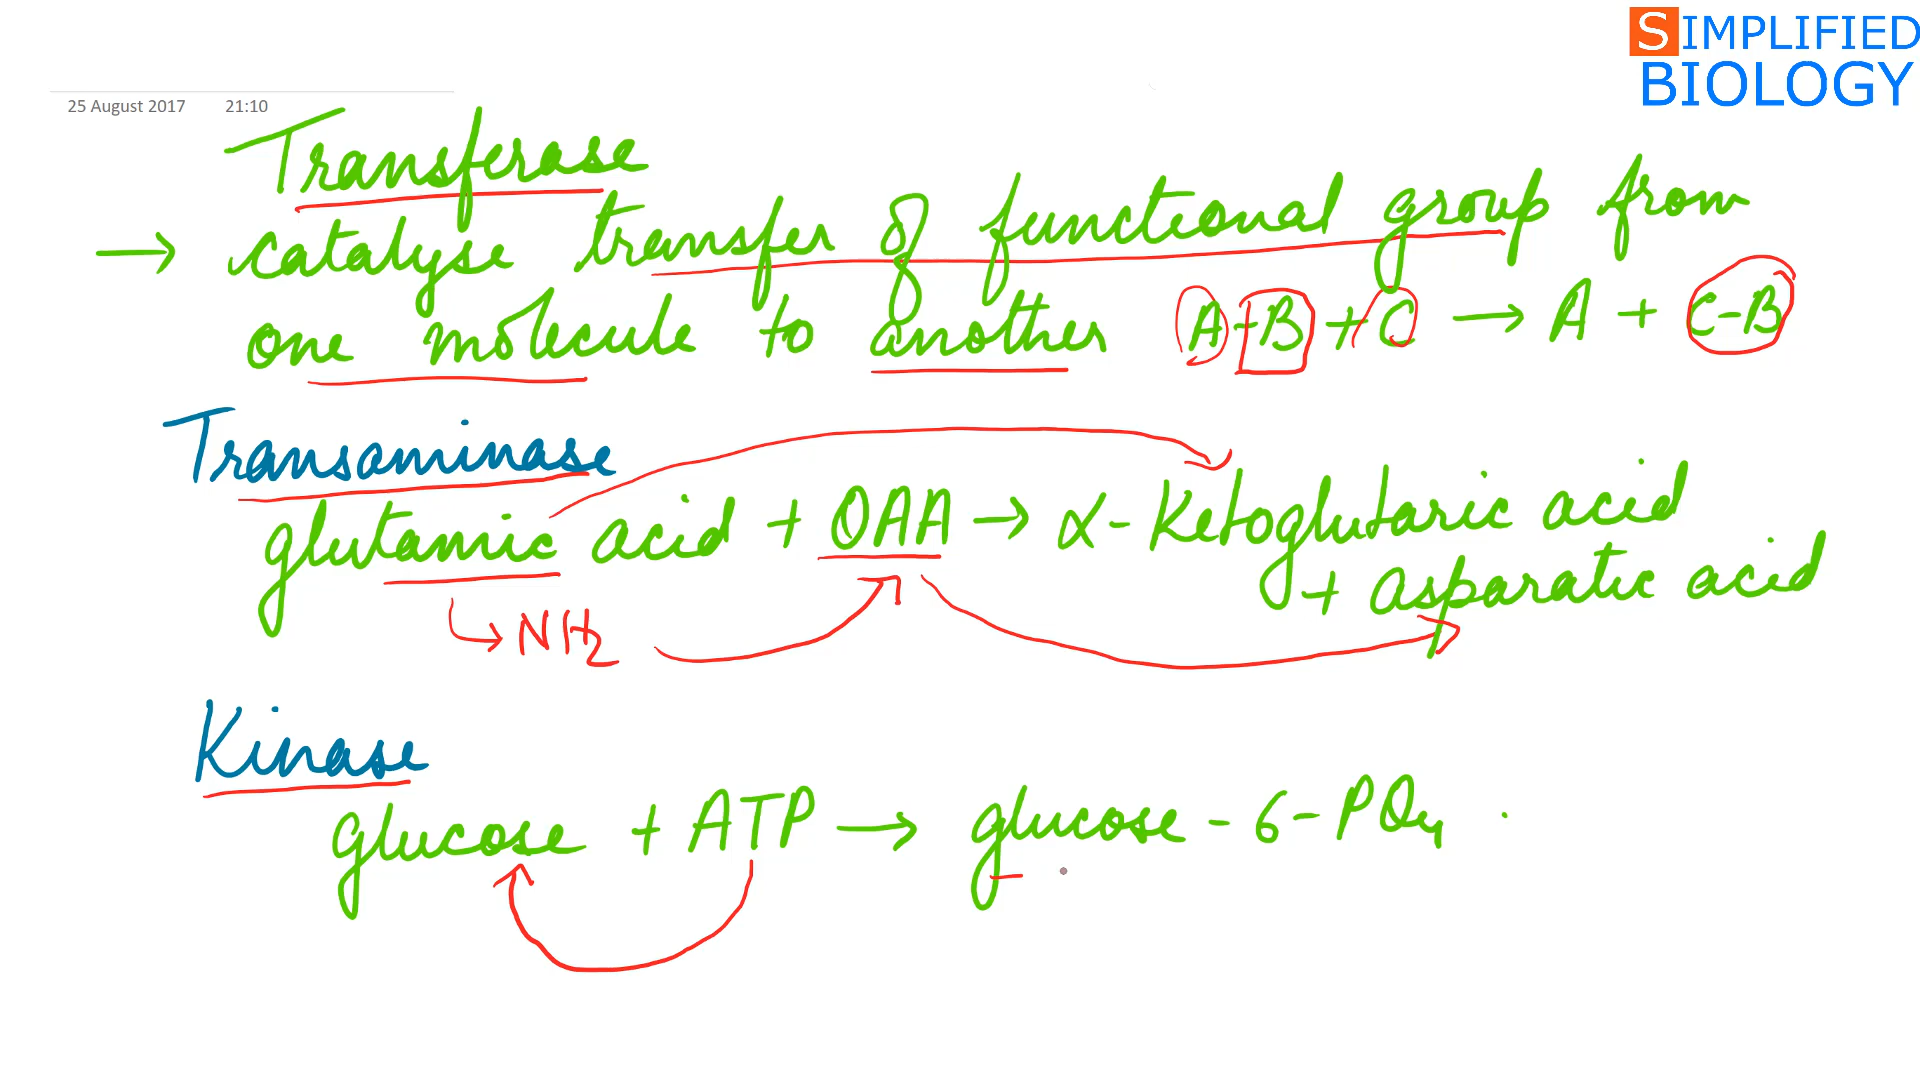 SIMPLIFIED
BIOLOGY
25 August 2017 21:10
Transferase
→ catalyse transfer of functional group from
one molecule to another A-B + C → A + C-B
Transaminase
glutamic acid + OAA → α-Ketoglutaric acid
+ asparatic acid
→ NH2
Kinase
glucose + ATP → glucose-6-PO4